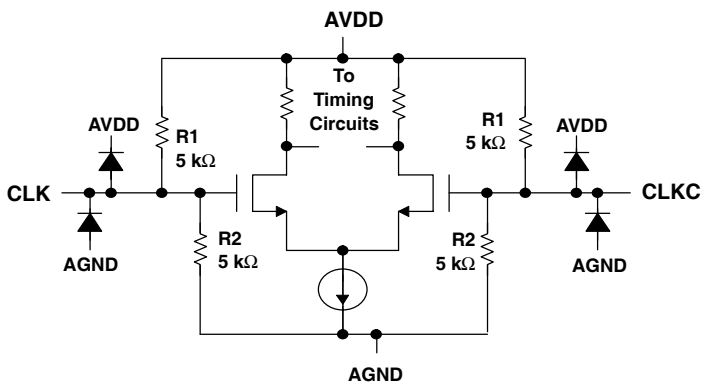 AVDD
To
Timing
Circuits
AVDD
R1
5 kΩ
R1
5 kΩ
AVDD
CLK
CLKC
AGND
R2
5 kΩ
R2
5 kΩ
AGND
AGND